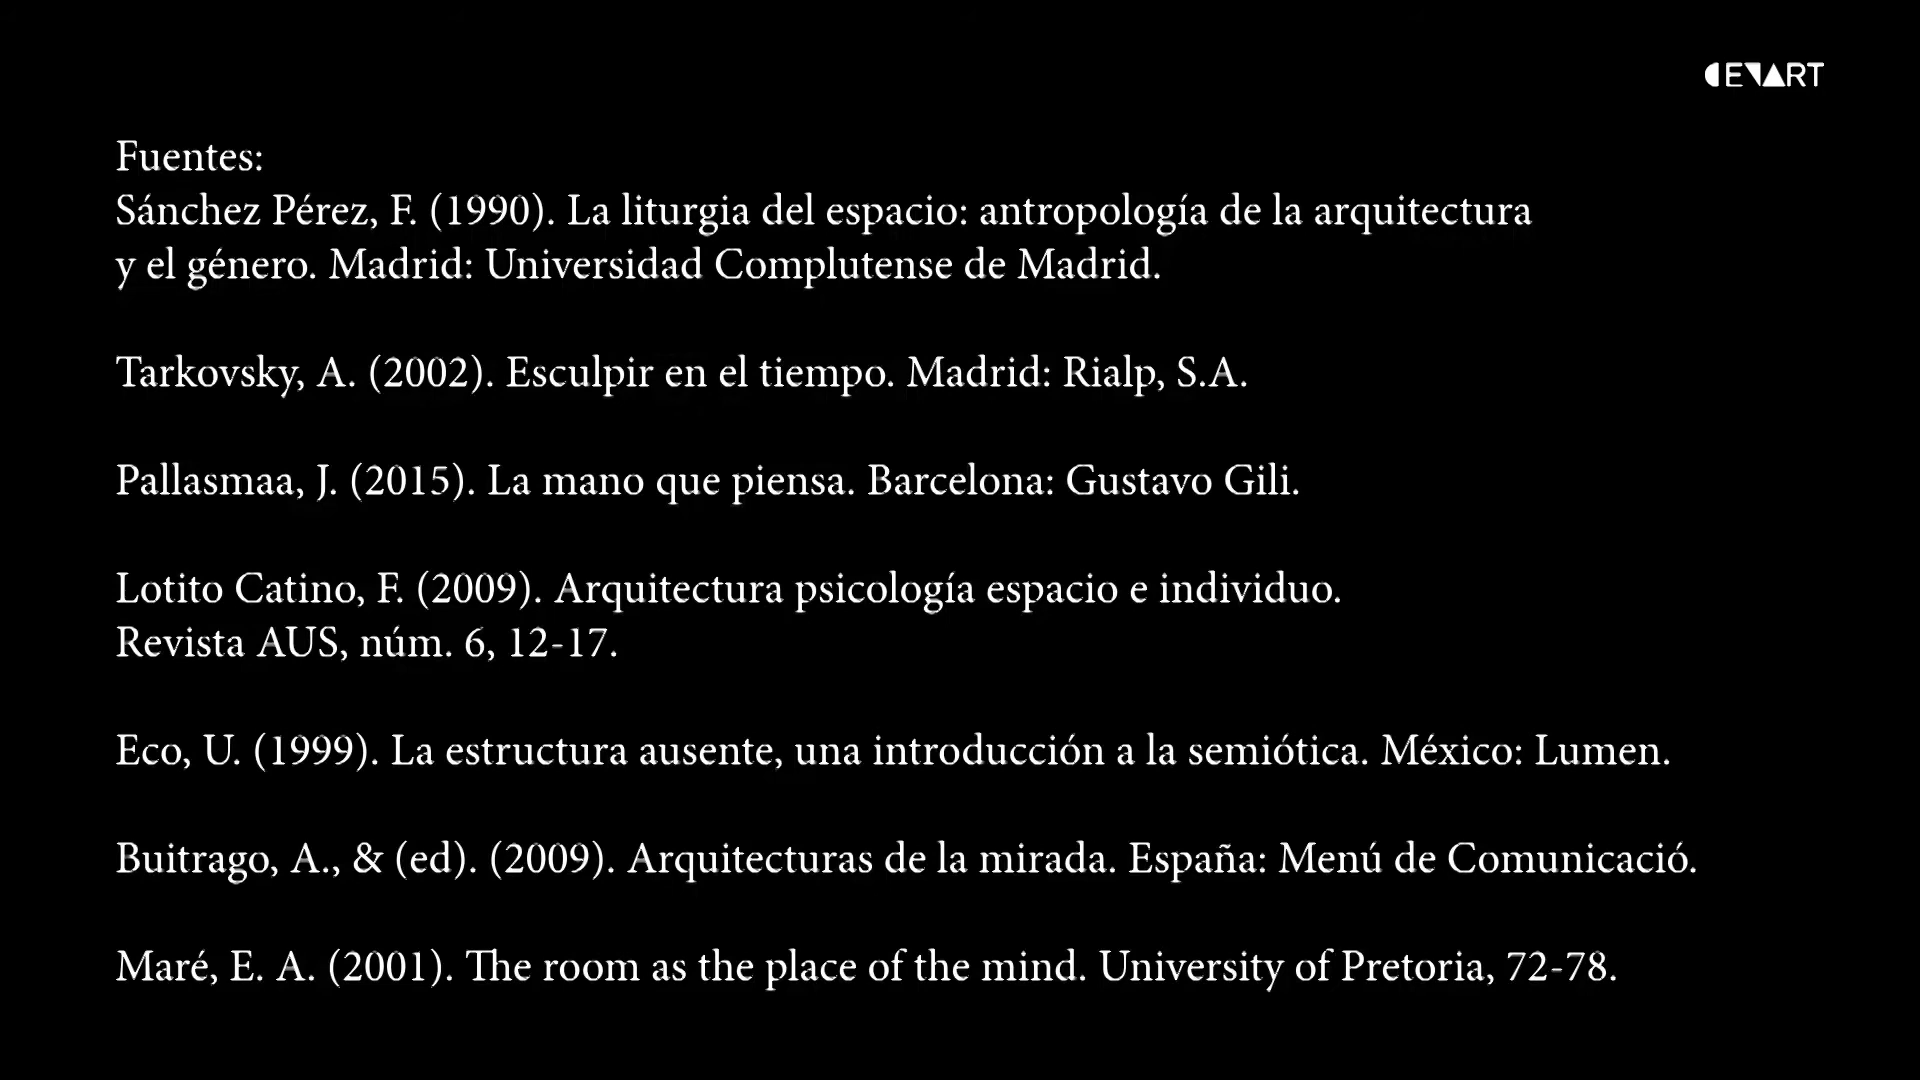 CENART
Fuentes:
Sánchez Pérez, F. (1990). La liturgia del espacio: antropología de la arquitectura
y el género. Madrid: Universidad Complutense de Madrid.
Tarkovsky, A. (2002). Esculpir en el tiempo. Madrid: Rialp, S.A.
Pallasmaa, J. (2015). La mano que piensa. Barcelona: Gustavo Gili.
Lotito Catino, F. (2009). Arquitectura psicología espacio e individuo.
Revista AUS, núm. 6, 12-17.
Eco, U. (1999). La estructura ausente, una introducción a la semiótica. México: Lumen.
Buitrago, A., & (ed). (2009). Arquitecturas de la mirada. España: Menú de Comunicació.
Maré, E. A. (2001). The room as the place of the mind. University of Pretoria, 72-78.